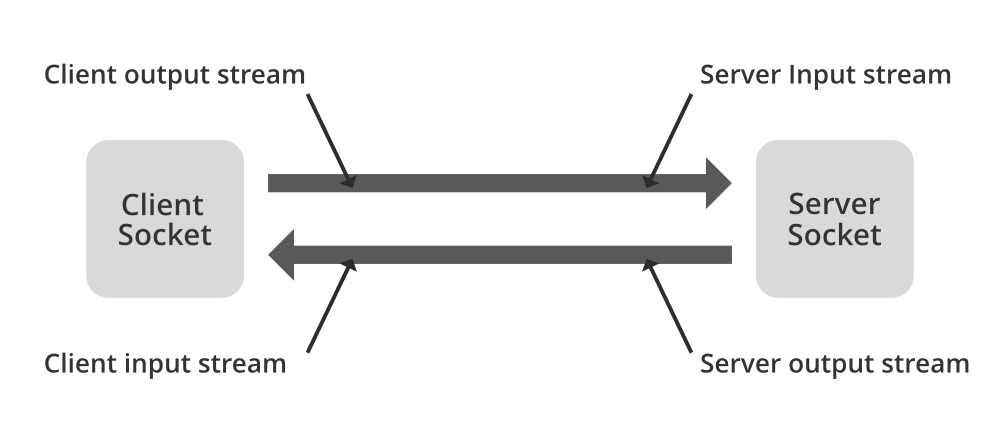 Client output stream
Server Input stream
Client
Socket
Server
Socket
Client input stream
Server output stream